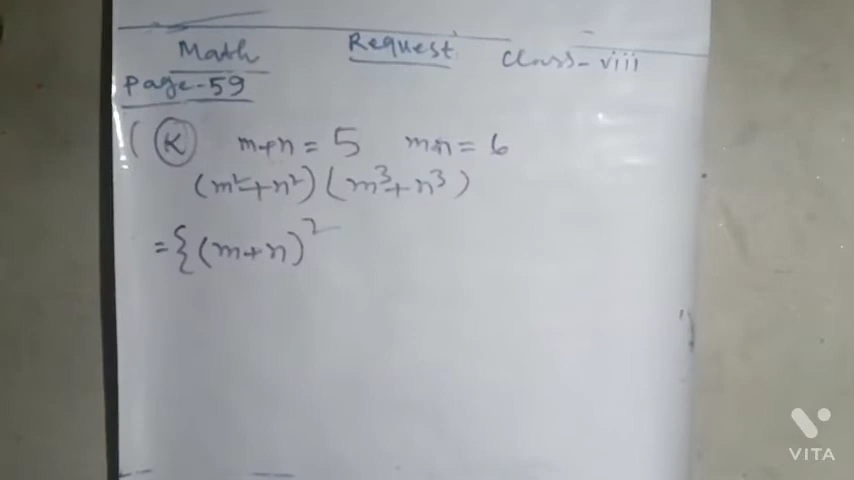 Math Request Class-viii
Page-59
(K) m+n = 5 mn = 6
(m²+n²) (m³+n³)
= {(m+n)²
VITA